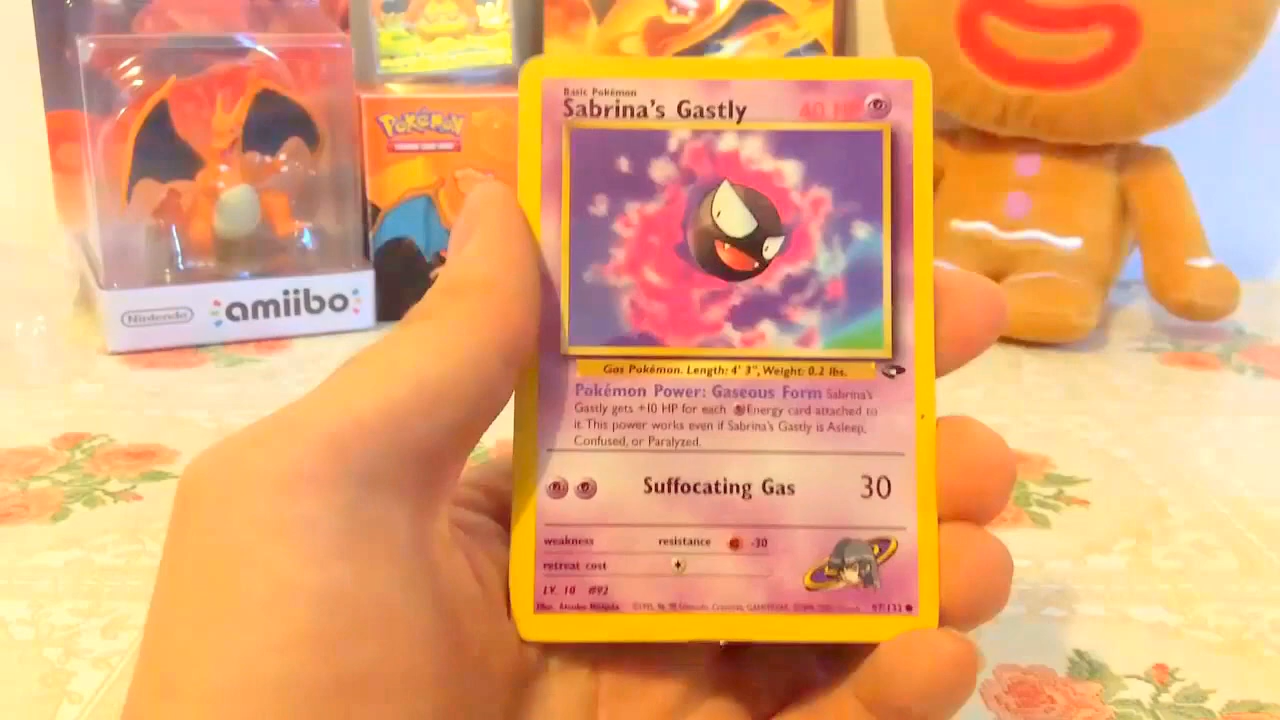 Pokémon
Nintendo
amiibo
Basic Pokémon
Sabrina's Gastly 40 HP
Gas Pokémon. Length: 4' 3", Weight: 0.2 lbs.
Pokémon Power: Gaseous Form Sabrina's
Gastly gets +10 HP for each Energy card attached to
it. This power works even if Sabrina's Gastly is Asleep,
Confused, or Paralyzed.
Suffocating Gas 30
weakness resistance -30
retreat cost
LV. 10 #92
97/132